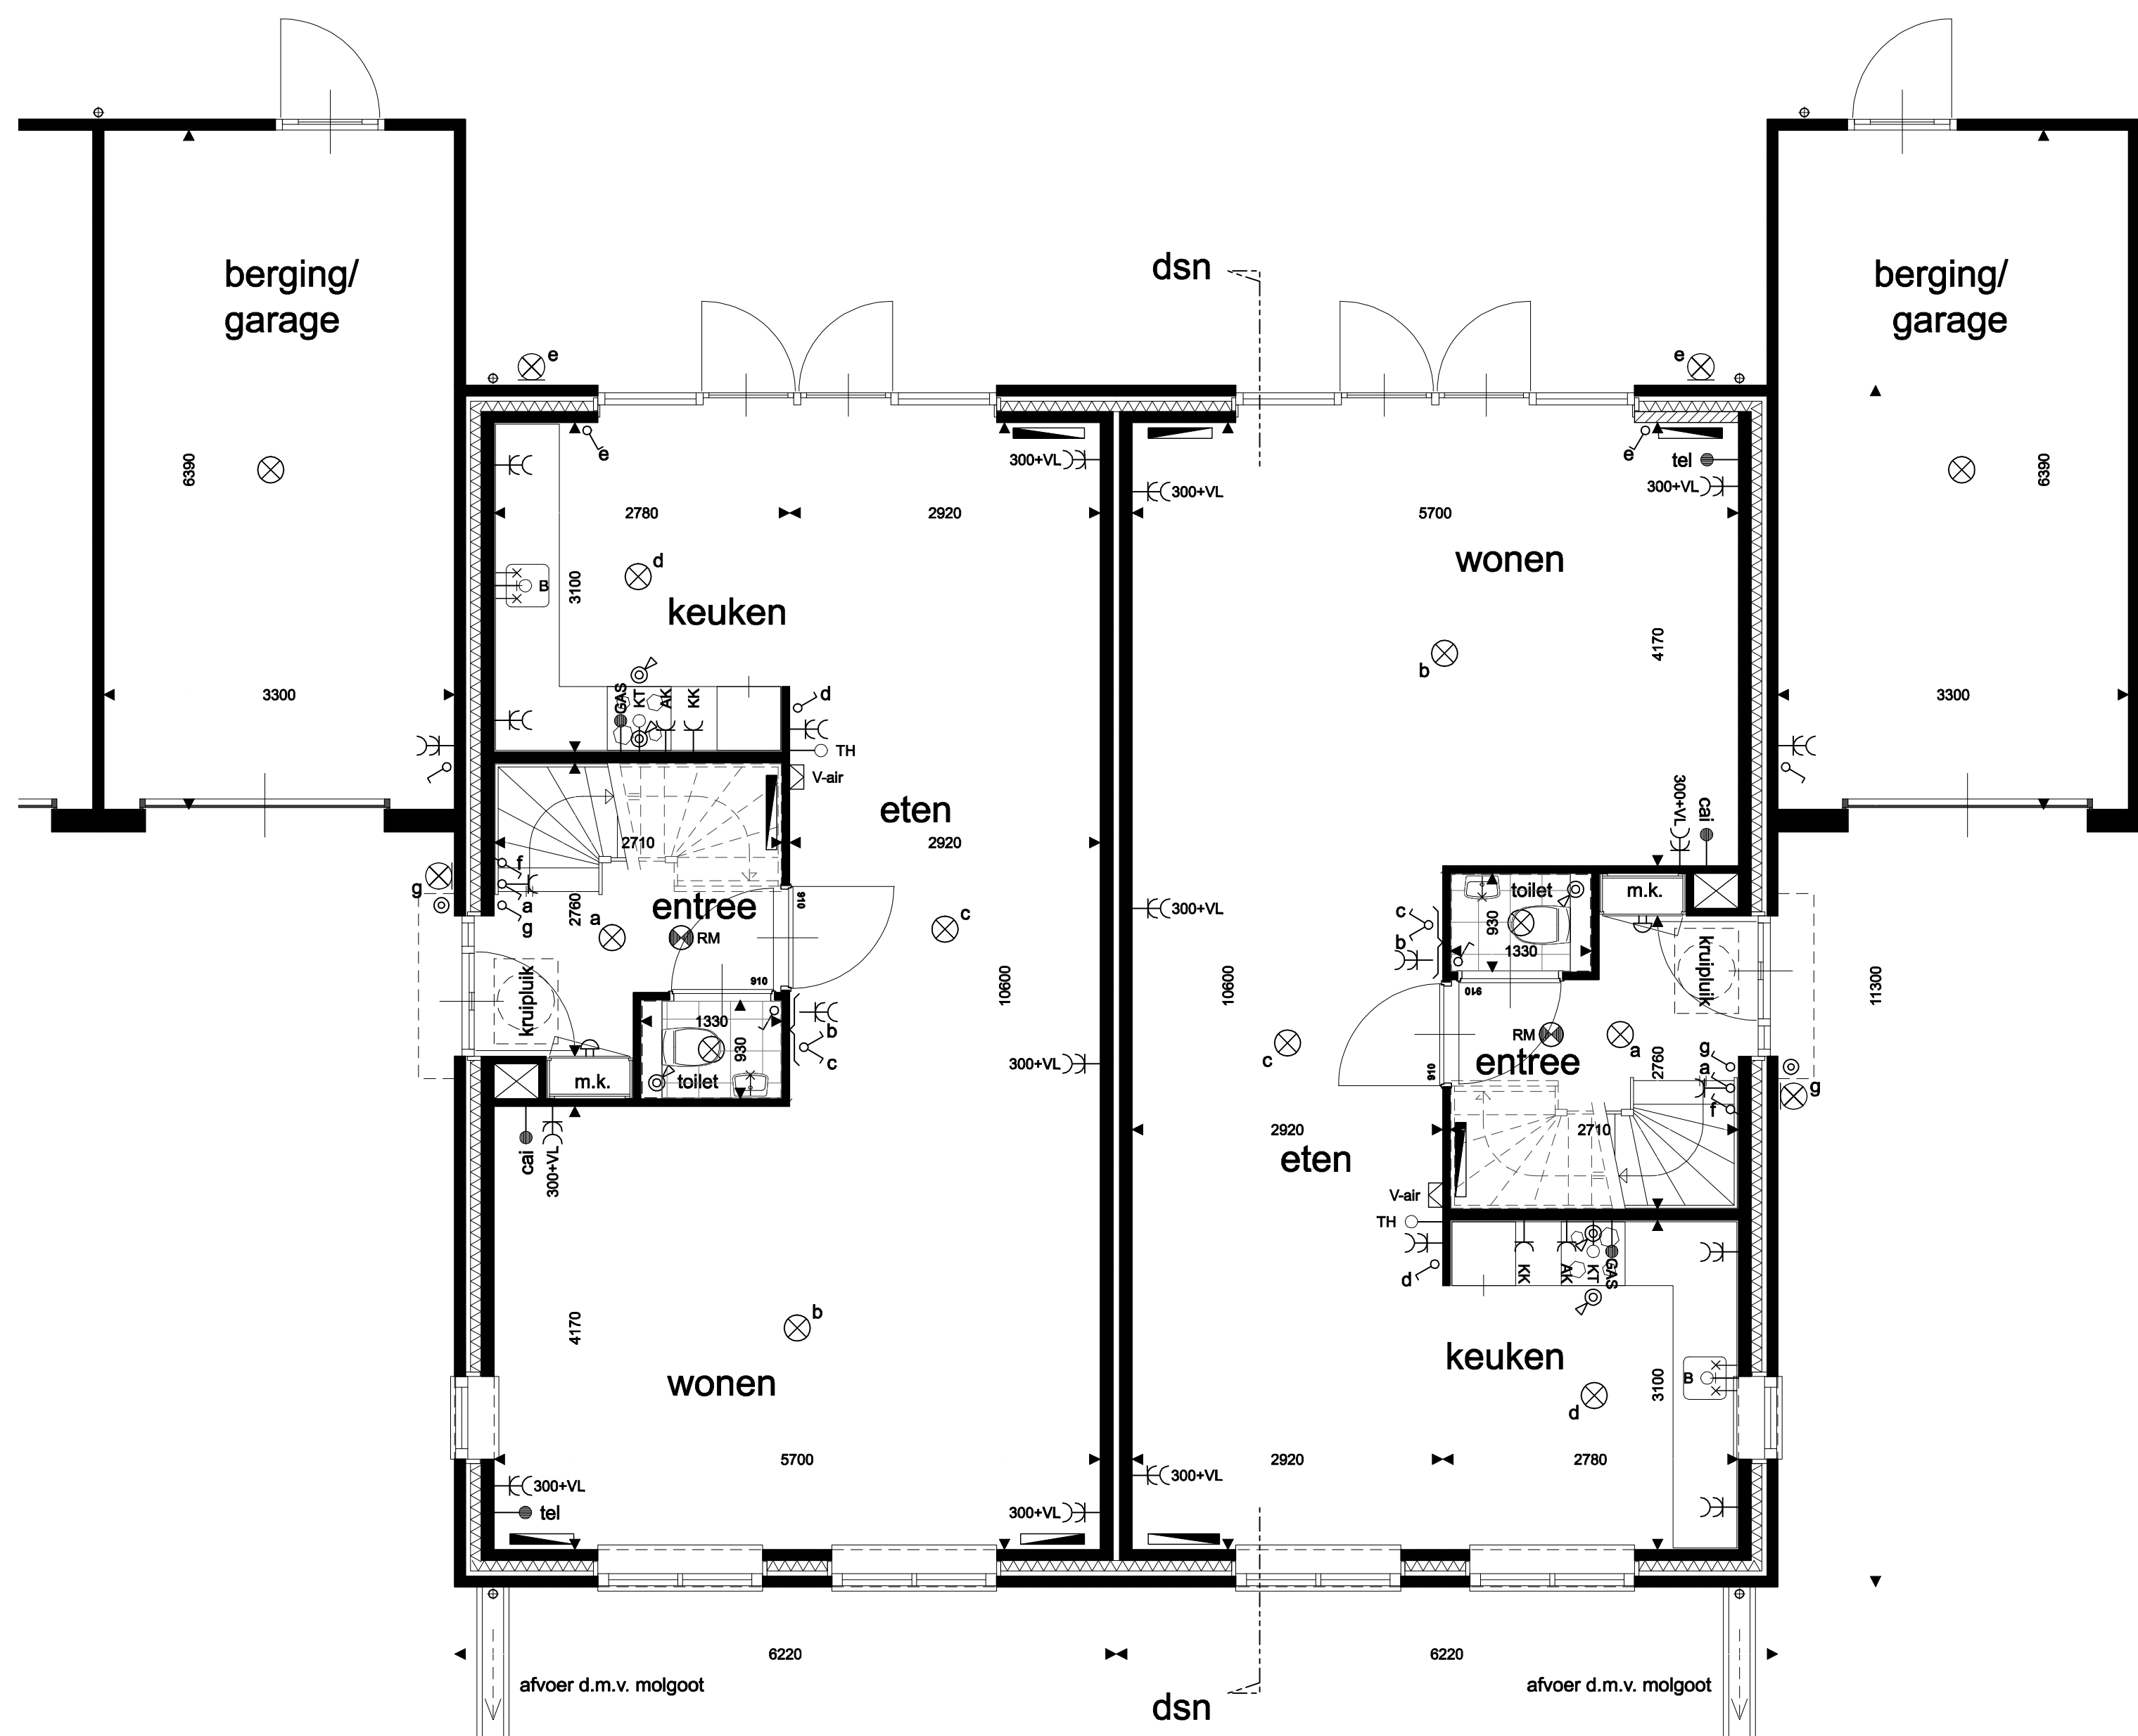 berging/
garage
dsn
berging/
garage
e
e
e
300+VL
e
tel
6390
300+VL
300+VL
6390
2780
2920
5700
d
wonen
B
3100
keuken
4170
b
3300
GAS
KT
AK
KK
d
3300
TH
V-air
eten
300+VL
cai
2710
2920
f
g
a
g
2760
a
entree
RM
910
910
c
toilet
m.k.
300+VL
c
b
930
1330
kruipluik
kruipluik
10600
10600
11300
910
1330
930
b
c
RM
entree
a
g
a
f
g
2760
910
c
300+VL
m.k.
toilet
2920
2710
eten
cai
300+VL
V-air
TH
d
KK
AK
KT
GAS
4170
b
keuken
wonen
3100
B
d
5700
2920
2780
300+VL
300+VL
tel
300+VL
6220
6220
afvoer d.m.v. molgoot
dsn
afvoer d.m.v. molgoot